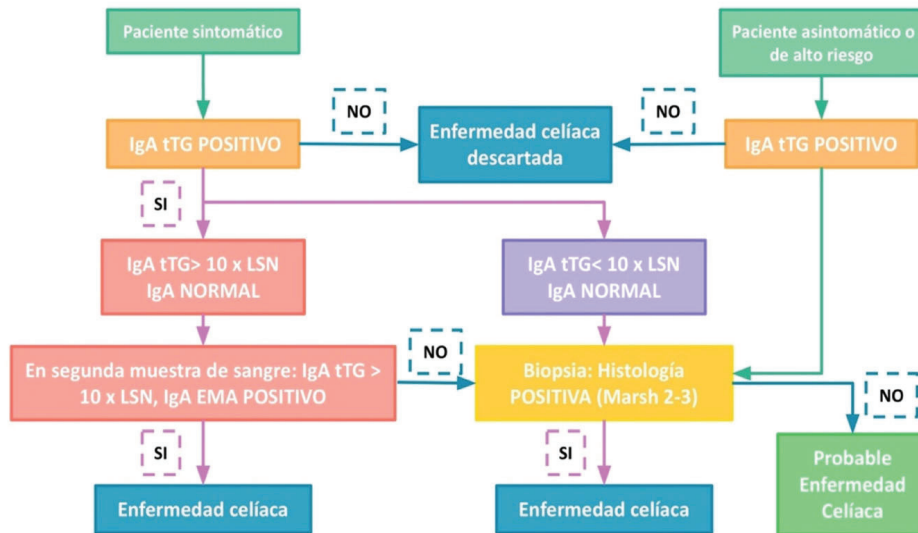 Paciente sintomático
Paciente asintomático o
de alto riesgo
NO
NO
IgA tTG POSITIVO
Enfermedad celíaca
descartada
IgA tTG POSITIVO
SI
IgA tTG> 10 x LSN
IgA NORMAL
IgA tTG< 10 x LSN
IgA NORMAL
En segunda muestra de sangre: IgA tTG >
10 x LSN, IgA EMA POSITIVO
NO
Biopsia: Histología
POSITIVA (Marsh 2-3)
NO
SI
SI
Enfermedad celíaca
Enfermedad celíaca
Probable
Enfermedad
Celíaca